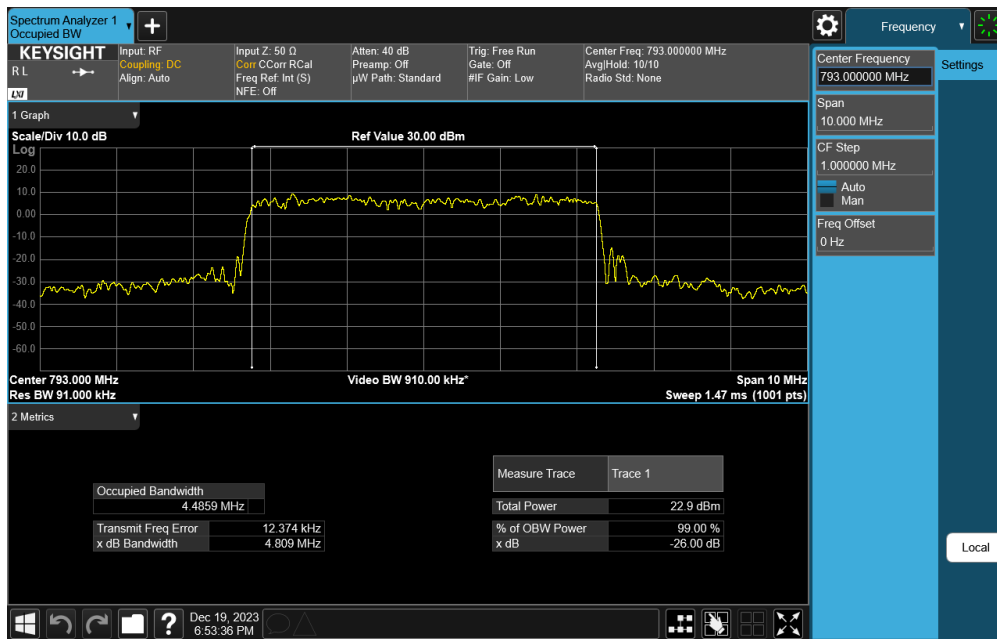 Spectrum Analyzer 1
Occupied BW
+
Frequency
KEYSIGHT
R L
LXI
Input: RF
Coupling: DC
Align: Auto
Input Z: 50 Ω
Corr CCorr RCal
Freq Ref: Int (S)
NFE: Off
Atten: 40 dB
Preamp: Off
µW Path: Standard
Trig: Free Run
Gate: Off
#IF Gain: Low
Center Freq: 793.000000 MHz
Avg|Hold: 10/10
Radio Std: None
Center Frequency
793.000000 MHz
Settings
Span
10.000 MHz
CF Step
1.000000 MHz
Auto
Man
Freq Offset
0 Hz
Local
1 Graph
Scale/Div 10.0 dB
Ref Value 30.00 dBm
Log
20.0
10.0
0.00
-10.0
-20.0
-30.0
-40.0
-50.0
-60.0
Center 793.000 MHz
Video BW 910.00 kHz*
Span 10 MHz
Res BW 91.000 kHz
Sweep 1.47 ms (1001 pts)
2 Metrics
Measure Trace
Trace 1
Occupied Bandwidth
4.4859 MHz
Total Power
22.9 dBm
Transmit Freq Error
12.374 kHz
% of OBW Power
99.00 %
x dB Bandwidth
4.809 MHz
x dB
-26.00 dB
?
Dec 19, 2023
6:53:36 PM